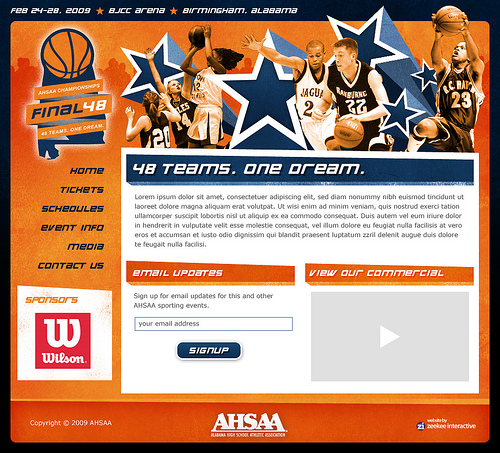 FEB 24-28, 2009 ★ BJCC ARENA ★ BIRMINGHAM, ALABAMA
AHSAA CHAMPIONSHIPS
FINAL48
48 TEAMS. ONE DREAM
20
14
JAGU
2
22
23
HOME
TICKETS
SCHEDULES
EVENT INFO
MEDIA
CONTACT US
SPONSORS
W
Wilson.
48 TEAMS. ONE DREAM.
Lorem ipsum dolor sit amet, consectetuer adipiscing elit, sed diam nonummy nibh euismod tincidunt ut
laoreet dolore magna aliquam erat volutpat. Ut wisi enim ad minim veniam, quis nostrud exerci tation
ullamcorper suscipit lobortis nisl ut aliquip ex ea commodo consequat. Duis autem vel eum iriure dolor
in hendrerit in vulputate velit esse molestie consequat, vel illum dolore eu feugiat nulla facilisis at vero
eros et accumsan et iusto odio dignissim qui blandit praesent luptatum zzril delenit augue duis dolore
te feugait nulla facilisi.
EMAIL UPDATES
Sign up for email updates for this and other
AHSAA sporting events.
your email address
SIGNUP
VIEW OUR COMMERCIAL
Copyright © 2009 AHSAA
AHSAA
ALABAMA HIGH SCHOOL ATHLETIC ASSOCIATION
website by
zi zeekee interactive